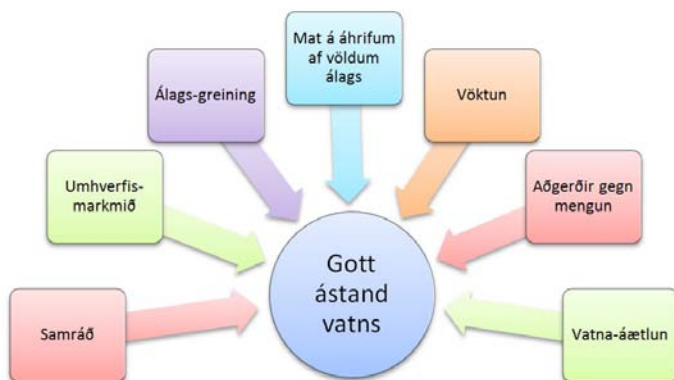 Samráð
Umhverfis-
markmið
Álags-greining
Mat á áhrifum
af völdum
álags
Vöktun
Aðgerðir gegn
mengun
Vatna-áætlun
Gott
ástand
vatns